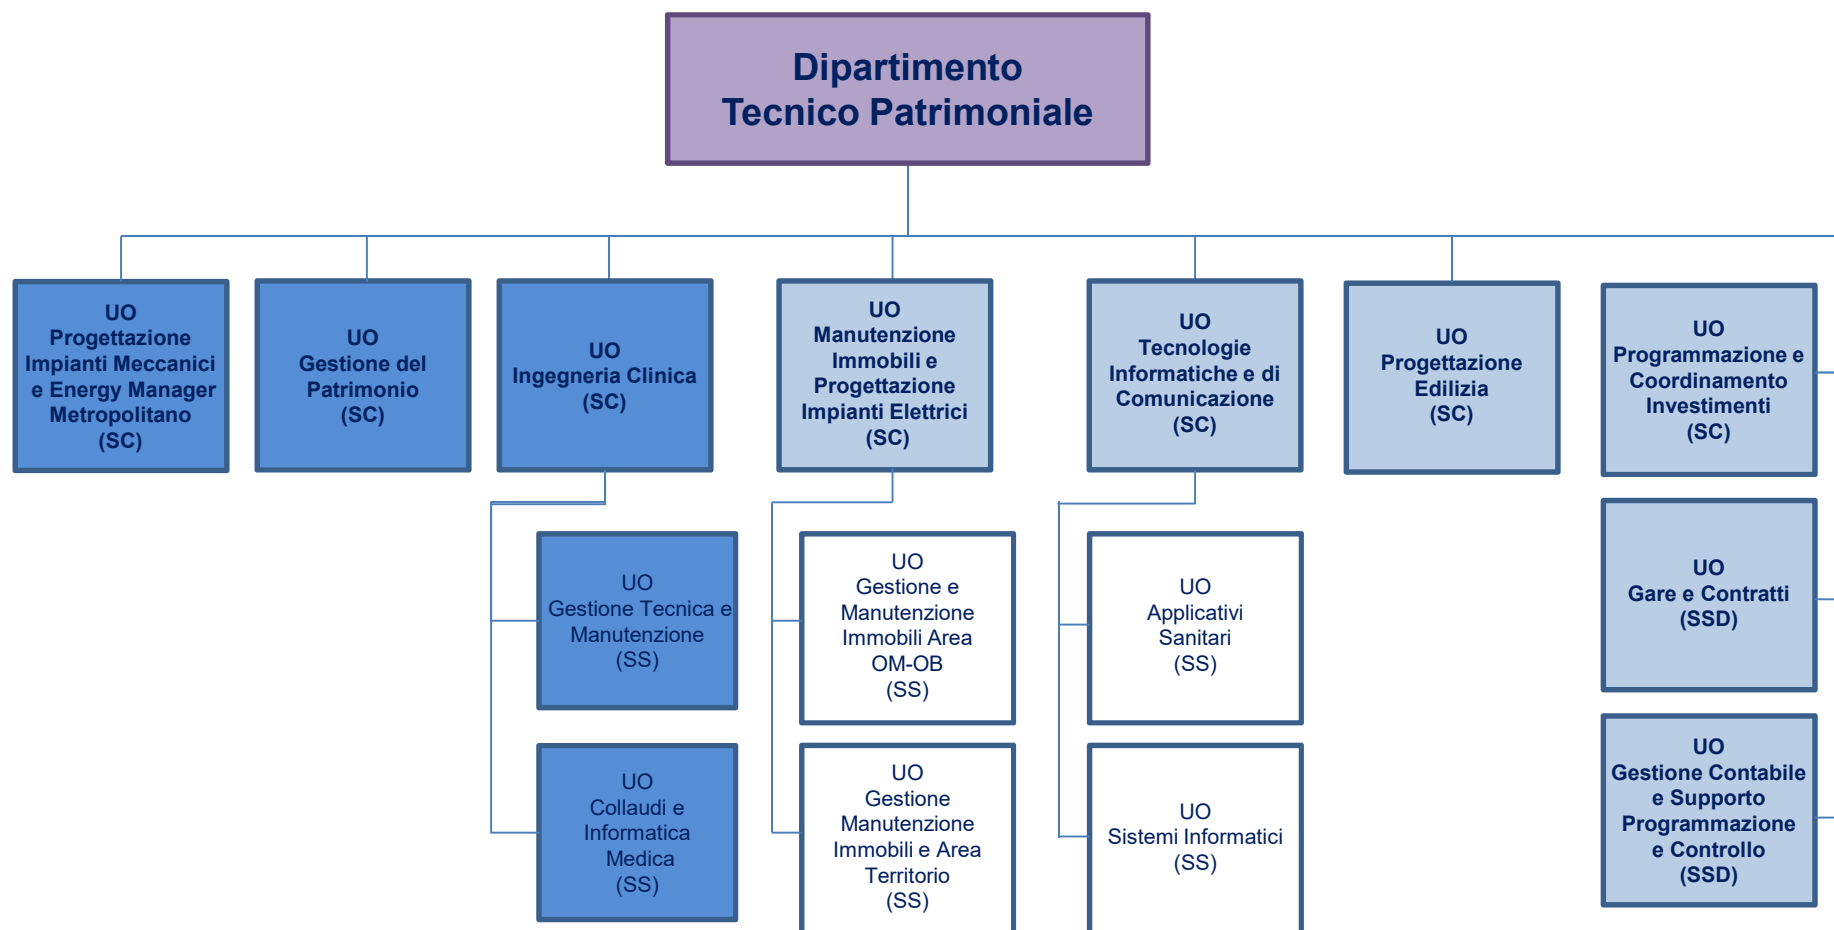 Dipartimento
Tecnico Patrimoniale
UO
Progettazione
Impianti Meccanici
e Energy Manager
Metropolitano
(SC)
UO
Gestione del
Patrimonio
(SC)
UO
Ingegneria Clinica
(SC)
UO
Manutenzione
Immobili e
Progettazione
Impianti Elettrici
(SC)
UO
Tecnologie
Informatiche e di
Comunicazione
(SC)
UO
Progettazione
Edilizia
(SC)
UO
Programmazione e
Coordinamento
Investimenti
(SC)
UO
Gestione Tecnica e
Manutenzione
(SS)
UO
Gestione e
Manutenzione
Immobili Area
OM-OB
(SS)
UO
Applicativi
Sanitari
(SS)
UO
Gare e Contratti
(SSD)
UO
Collaudi e
Informatica
Medica
(SS)
UO
Gestione
Manutenzione
Immobili e Area
Territorio
(SS)
UO
Sistemi Informatici
(SS)
UO
Gestione Contabile
e Supporto
Programmazione
e Controllo
(SSD)